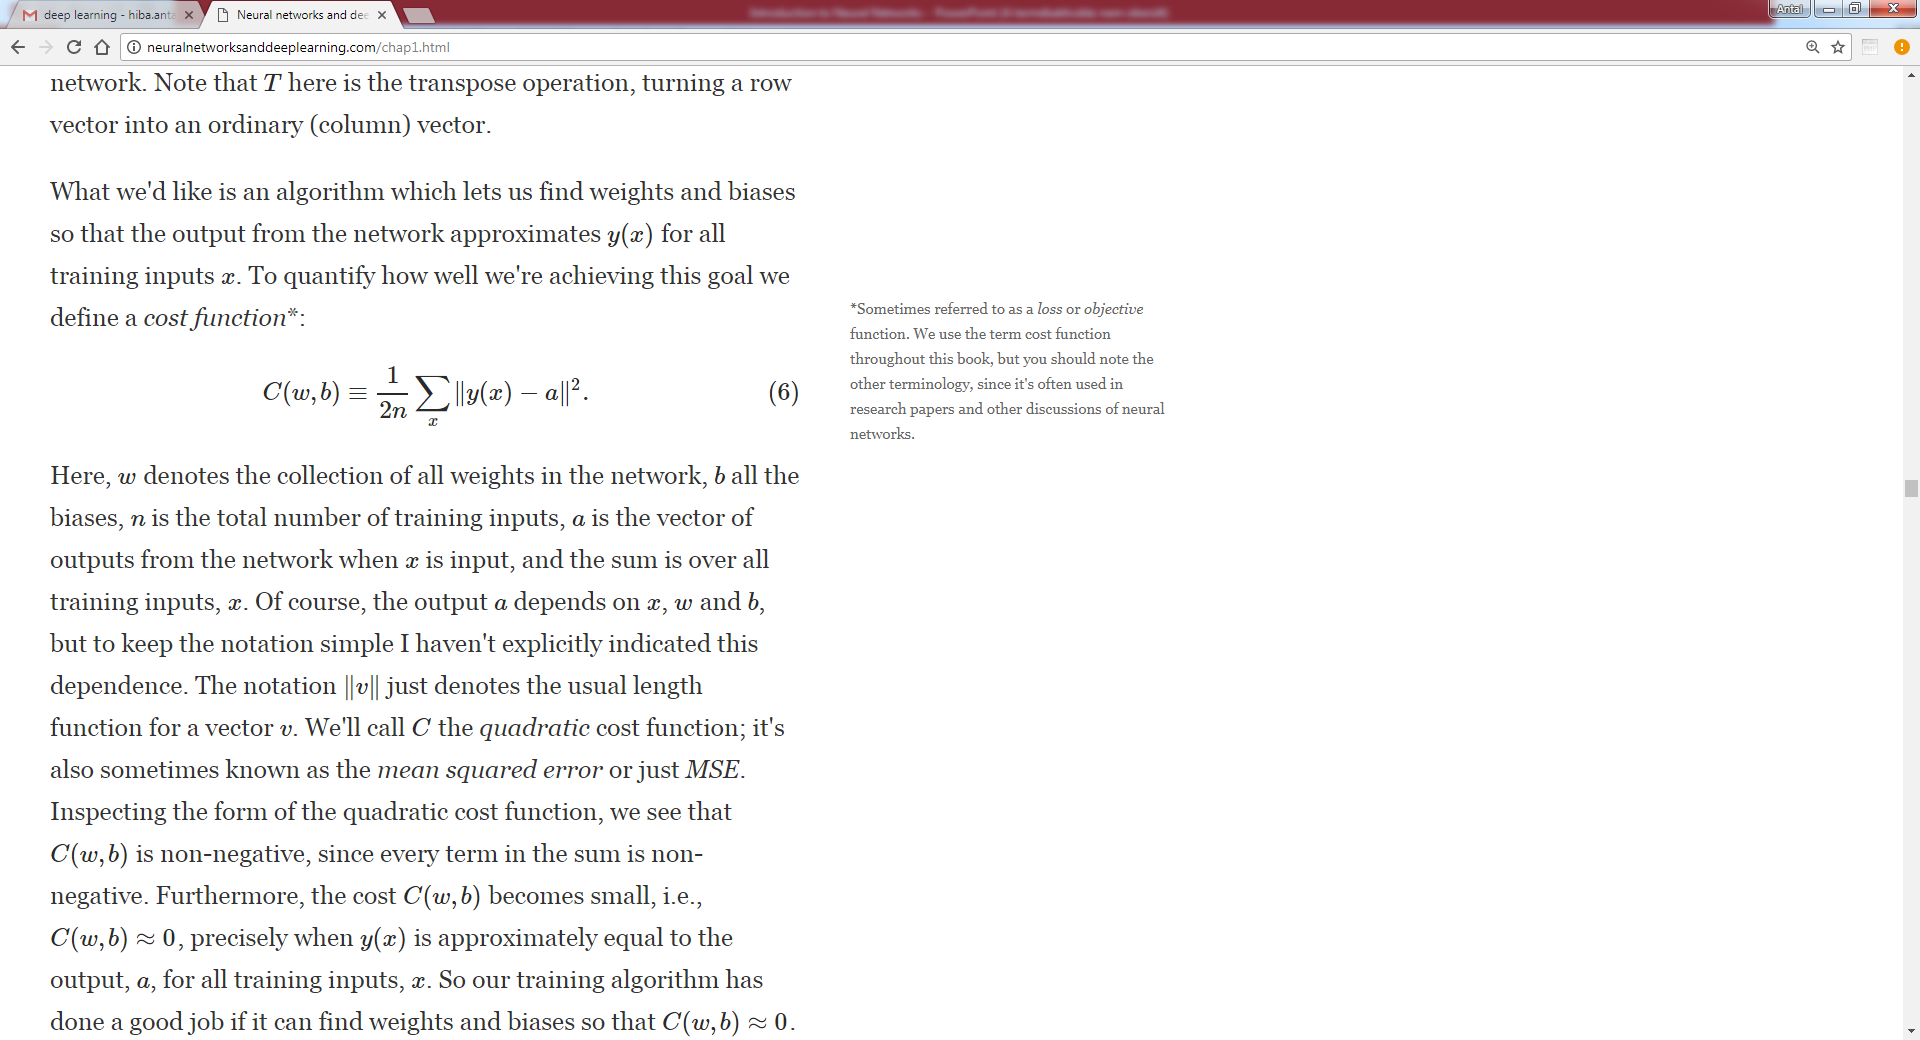 deep learning - hiba.anta
Neural networks and dee
Introduction to Neural Networks - PowerPoint
Antal
neuralnetworksanddeeplearning.com/chap1.html
network. Note that T here is the transpose operation, turning a row
vector into an ordinary (column) vector.
What we'd like is an algorithm which lets us find weights and biases
so that the output from the network approximates y(x) for all
training inputs x. To quantify how well we're achieving this goal we
define a cost function*:
C(w, b) ≡ 1/2n ∑x ‖y(x) − a‖². (6)
*Sometimes referred to as a loss or objective
function. We use the term cost function
throughout this book, but you should note the
other terminology, since it's often used in
research papers and other discussions of neural
networks.
Here, w denotes the collection of all weights in the network, b all the
biases, n is the total number of training inputs, a is the vector of
outputs from the network when x is input, and the sum is over all
training inputs, x. Of course, the output a depends on x, w and b,
but to keep the notation simple I haven't explicitly indicated this
dependence. The notation ‖v‖ just denotes the usual length
function for a vector v. We'll call C the quadratic cost function; it's
also sometimes known as the mean squared error or just MSE.
Inspecting the form of the quadratic cost function, we see that
C(w, b) is non-negative, since every term in the sum is non-
negative. Furthermore, the cost C(w, b) becomes small, i.e.,
C(w, b) ≈ 0, precisely when y(x) is approximately equal to the
output, a, for all training inputs, x. So our training algorithm has
done a good job if it can find weights and biases so that C(w, b) ≈ 0.